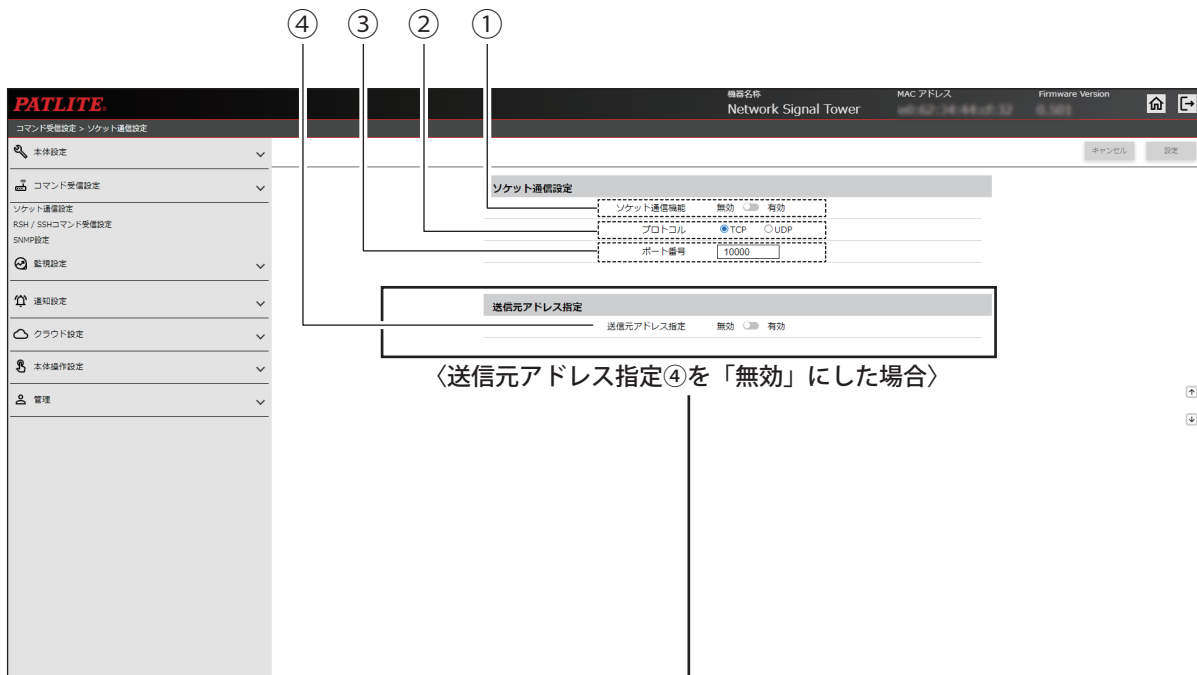 ④ ③ ② ①
PATLITE
機器名称
Network Signal Tower
MAC アドレス
Firmware Version
0.501
コマンド受信設定 > ソケット通信設定
本体設定
キャンセル
設定
コマンド受信設定
ソケット通信設定
RSH / SSHコマンド受信設定
SNMP設定
監視設定
通知設定
クラウド設定
本体操作設定
管理
ソケット通信設定
ソケット通信機能 無効 有効
プロトコル TCP UDP
ポート番号 10000
送信元アドレス指定
送信元アドレス指定 無効 有効
〈送信元アドレス指定④を「無効」にした場合〉